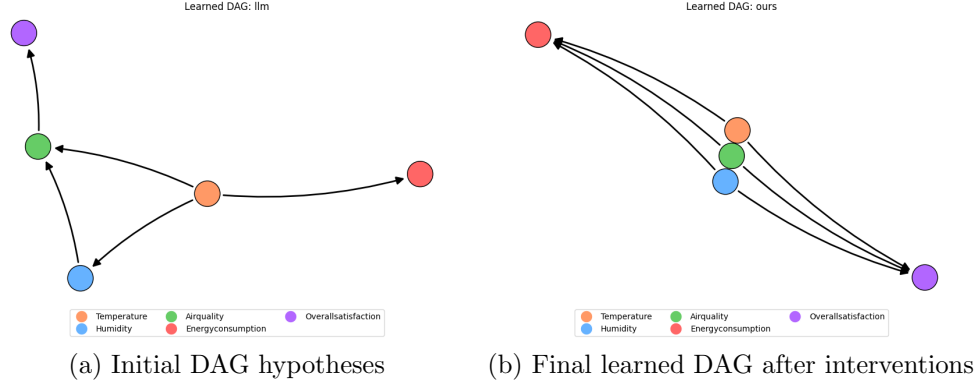 Learned DAG: llm
Temperature
Humidity
Airquality
Energyconsumption
Overallsatisfaction
(a) Initial DAG hypotheses
Learned DAG: ours
Temperature
Humidity
Airquality
Energyconsumption
Overallsatisfaction
(b) Final learned DAG after interventions